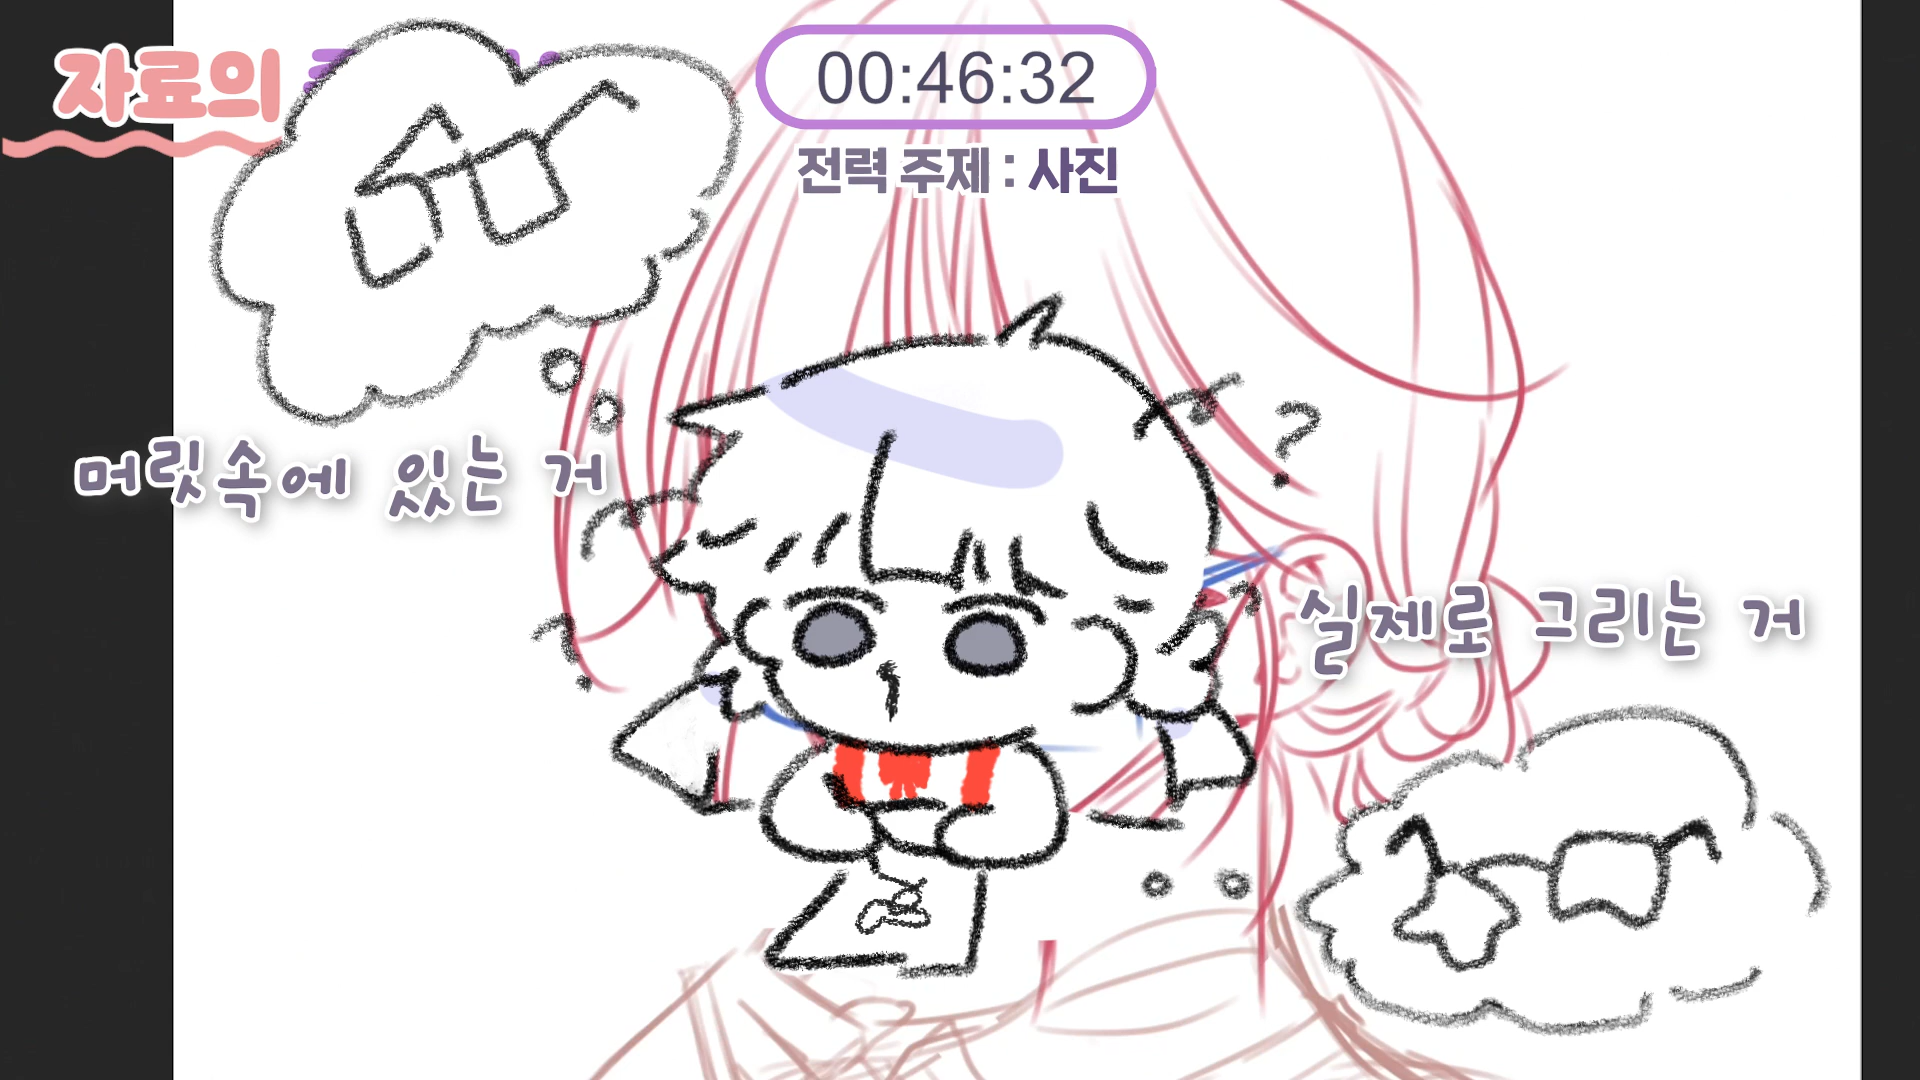 자료의
00:46:32
전력 주제 : 사진
?
머릿속에 있는 거
실제로 그리는 거